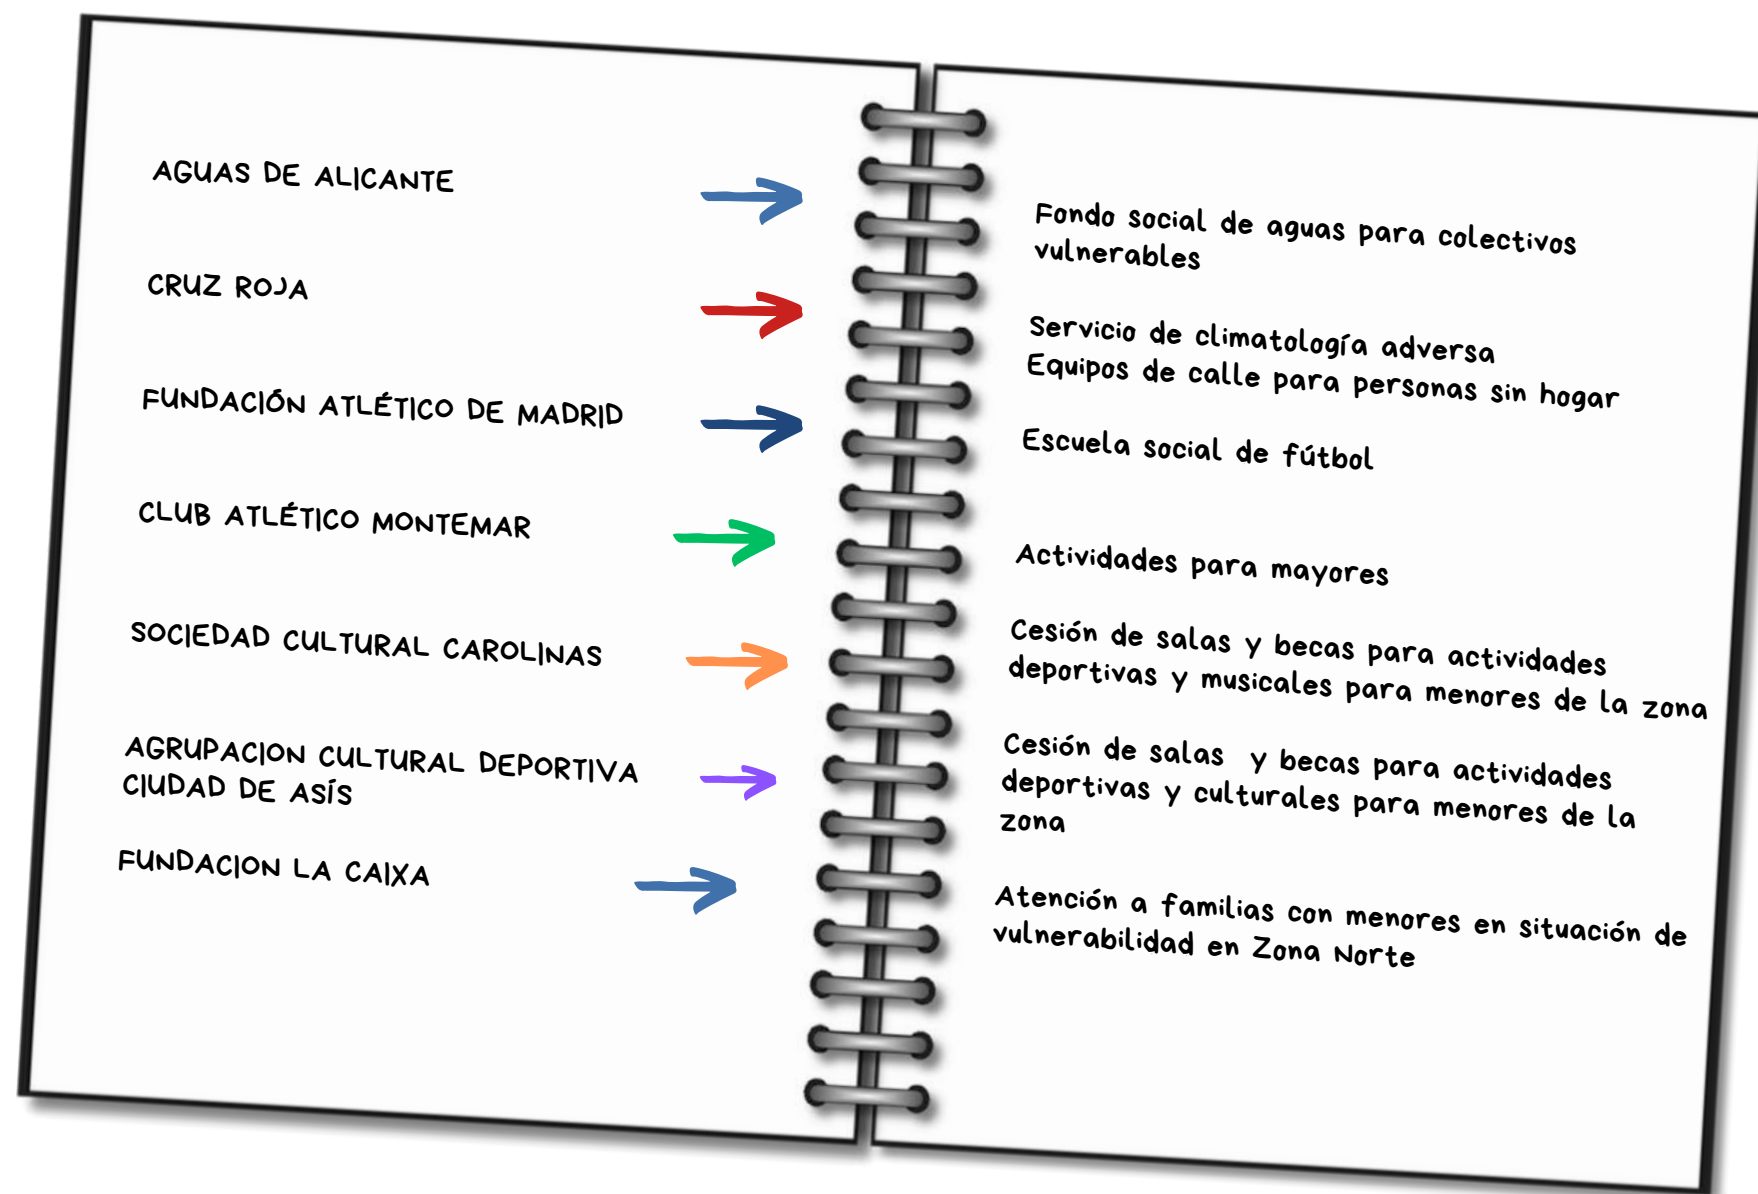 AGUAS DE ALICANTE
Fondo social de aguas para colectivos
vulnerables
CRUZ ROJA
Servicio de climatología adversa
Equipos de calle para personas sin hogar
FUNDACIÓN ATLÉTICO DE MADRID
Escuela social de fútbol
CLUB ATLÉTICO MONTEMAR
Actividades para mayores
SOCIEDAD CULTURAL CAROLINAS
Cesión de salas y becas para actividades
deportivas y musicales para menores de la zona
AGRUPACION CULTURAL DEPORTIVA
CIUDAD DE ASÍS
Cesión de salas y becas para actividades
deportivas y culturales para menores de la
zona
FUNDACION LA CAIXA
Atención a familias con menores en situación de
vulnerabilidad en Zona Norte